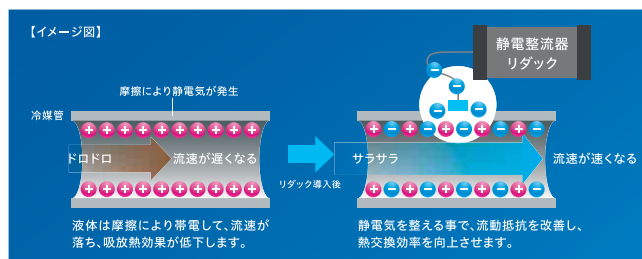 【イメージ図】
静電整流器
リダック
摩擦により静電気が発生
冷媒管
ドロドロ
流速が遅くなる
リダック導入後
サラサラ
流速が速くなる
液体は摩擦により帯電して、流速が
落ち、吸放熱効果が低下します。
静電気を整える事で、流動抵抗を改善し、
熱交換効率を向上させます。